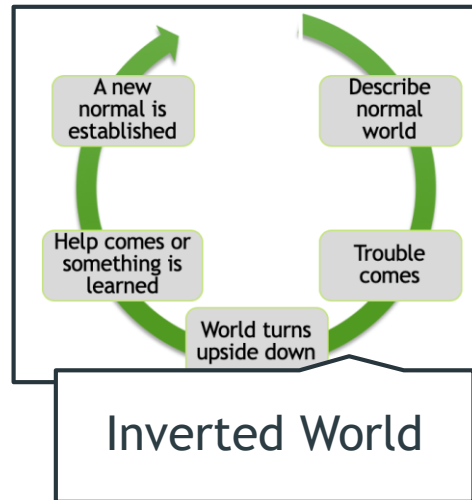 Describe
normal
world
Trouble
comes
World turns
upside down
Help comes or
something is
learned
A new
normal is
established
Inverted World